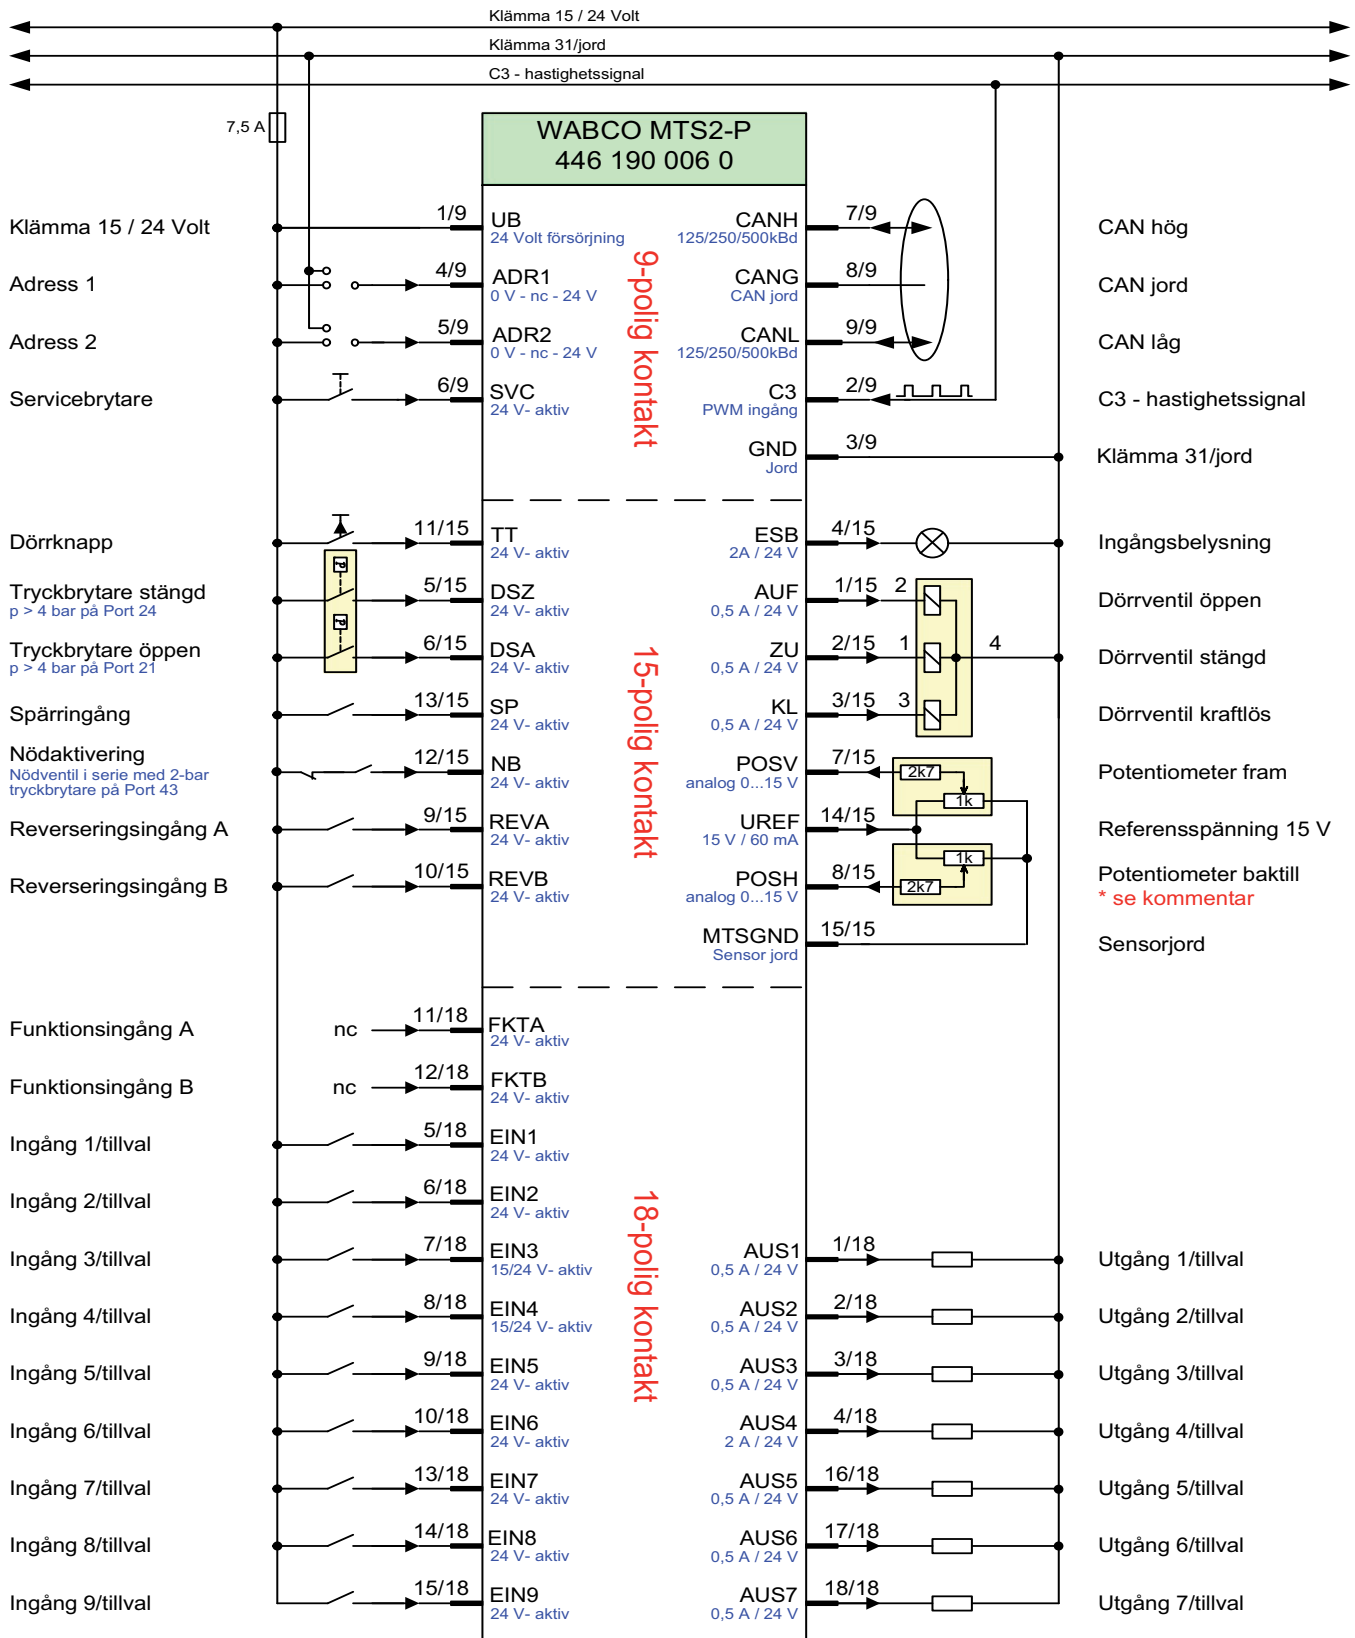 Klämma 15 / 24 Volt
Klämma 31/jord
C3 - hastighetssignal
7,5 A
WABCO MTS2-P
446 190 006 0
9-polig kontakt
Klämma 15 / 24 Volt
1/9
UB
24 Volt försörjning
CANH
125/250/500kBd
7/9
CAN hög
Adress 1
4/9
ADR1
0 V - nc - 24 V
CANG
CAN jord
8/9
CAN jord
Adress 2
5/9
ADR2
0 V - nc - 24 V
CANL
125/250/500kBd
9/9
CAN låg
Servicebrytare
6/9
SVC
24 V- aktiv
C3
PWM ingång
2/9
C3 - hastighetssignal
GND
Jord
3/9
Klämma 31/jord
15-polig kontakt
Dörrknapp
11/15
TT
24 V- aktiv
ESB
2A / 24 V
4/15
Ingångsbelysning
Tryckbrytare stängd
p > 4 bar på Port 24
P
5/15
DSZ
24 V- aktiv
AUF
0,5 A / 24 V
1/15
2
Dörrventil öppen
Tryckbrytare öppen
p > 4 bar på Port 21
P
6/15
DSA
24 V- aktiv
ZU
0,5 A / 24 V
2/15
1
4
Dörrventil stängd
Spärringång
13/15
SP
24 V- aktiv
KL
0,5 A / 24 V
3/15
3
Dörrventil kraftlös
Nödaktivering
Nödventil i serie med 2-bar
tryckbrytare på Port 43
12/15
NB
24 V- aktiv
POSV
analog 0...15 V
7/15
2k7
1k
Potentiometer fram
Reverseringsingång A
9/15
REVA
24 V- aktiv
UREF
15 V / 60 mA
14/15
Referensspänning 15 V
Reverseringsingång B
10/15
REVB
24 V- aktiv
POSH
analog 0...15 V
8/15
1k
2k7
Potentiometer baktill
* se kommentar
MTSGND
Sensor jord
15/15
Sensorjord
18-polig kontakt
Funktionsingång A
nc
11/18
FKTA
24 V- aktiv
Funktionsingång B
nc
12/18
FKTB
24 V- aktiv
Ingång 1/tillval
5/18
EIN1
24 V- aktiv
Ingång 2/tillval
6/18
EIN2
24 V- aktiv
Ingång 3/tillval
7/18
EIN3
15/24 V- aktiv
AUS1
0,5 A / 24 V
1/18
Utgång 1/tillval
Ingång 4/tillval
8/18
EIN4
15/24 V- aktiv
AUS2
0,5 A / 24 V
2/18
Utgång 2/tillval
Ingång 5/tillval
9/18
EIN5
24 V- aktiv
AUS3
0,5 A / 24 V
3/18
Utgång 3/tillval
Ingång 6/tillval
10/18
EIN6
24 V- aktiv
AUS4
2 A / 24 V
4/18
Utgång 4/tillval
Ingång 7/tillval
13/18
EIN7
24 V- aktiv
AUS5
0,5 A / 24 V
16/18
Utgång 5/tillval
Ingång 8/tillval
14/18
EIN8
24 V- aktiv
AUS6
0,5 A / 24 V
17/18
Utgång 6/tillval
Ingång 9/tillval
15/18
EIN9
24 V- aktiv
AUS7
0,5 A / 24 V
18/18
Utgång 7/tillval